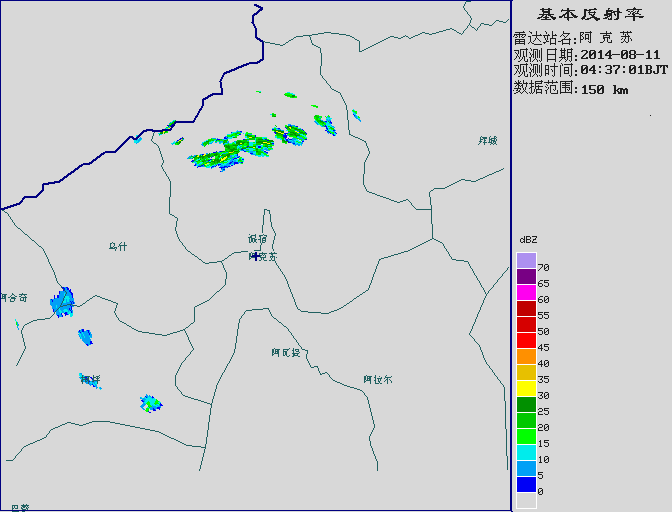 基本反射率
雷达站名:阿 克 苏
观测日期:2014-08-11
观测时间:04:37:01BJT
数据范围:150 km
拜城
乌什
温宿
阿克苏
阿合奇
阿瓦提
阿拉尔
柯坪
巴楚
dBZ
70
65
60
55
50
45
40
35
30
25
20
15
10
5
0